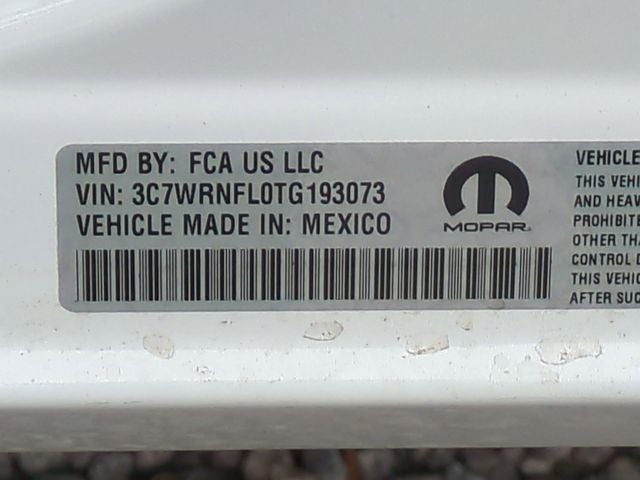 MFD BY: FCA US LLC
VIN: 3C7WRNFL0TG193073
VEHICLE MADE IN: MEXICO
MOPAR
VEHICLE
THIS VEHI
AND HEAV
PROHIBITE
OTHER THA
CONTROL D
THIS VEHIC
AFTER SUC